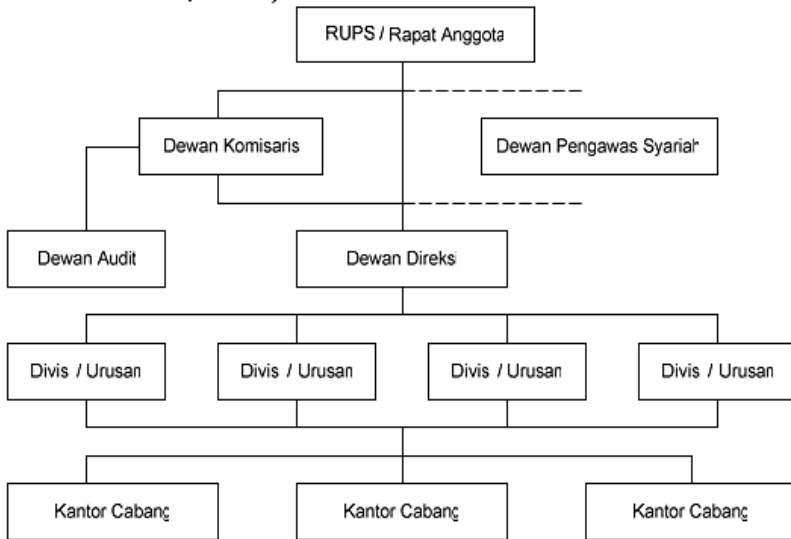 RUPS / Rapat Anggota
Dewan Komisaris
Dewan Pengawas Syariah
Dewan Audit
Dewan Direksi
Divis / Urusan
Divis / Urusan
Divis / Urusan
Divis / Urusan
Kantor Cabang
Kantor Cabang
Kantor Cabang